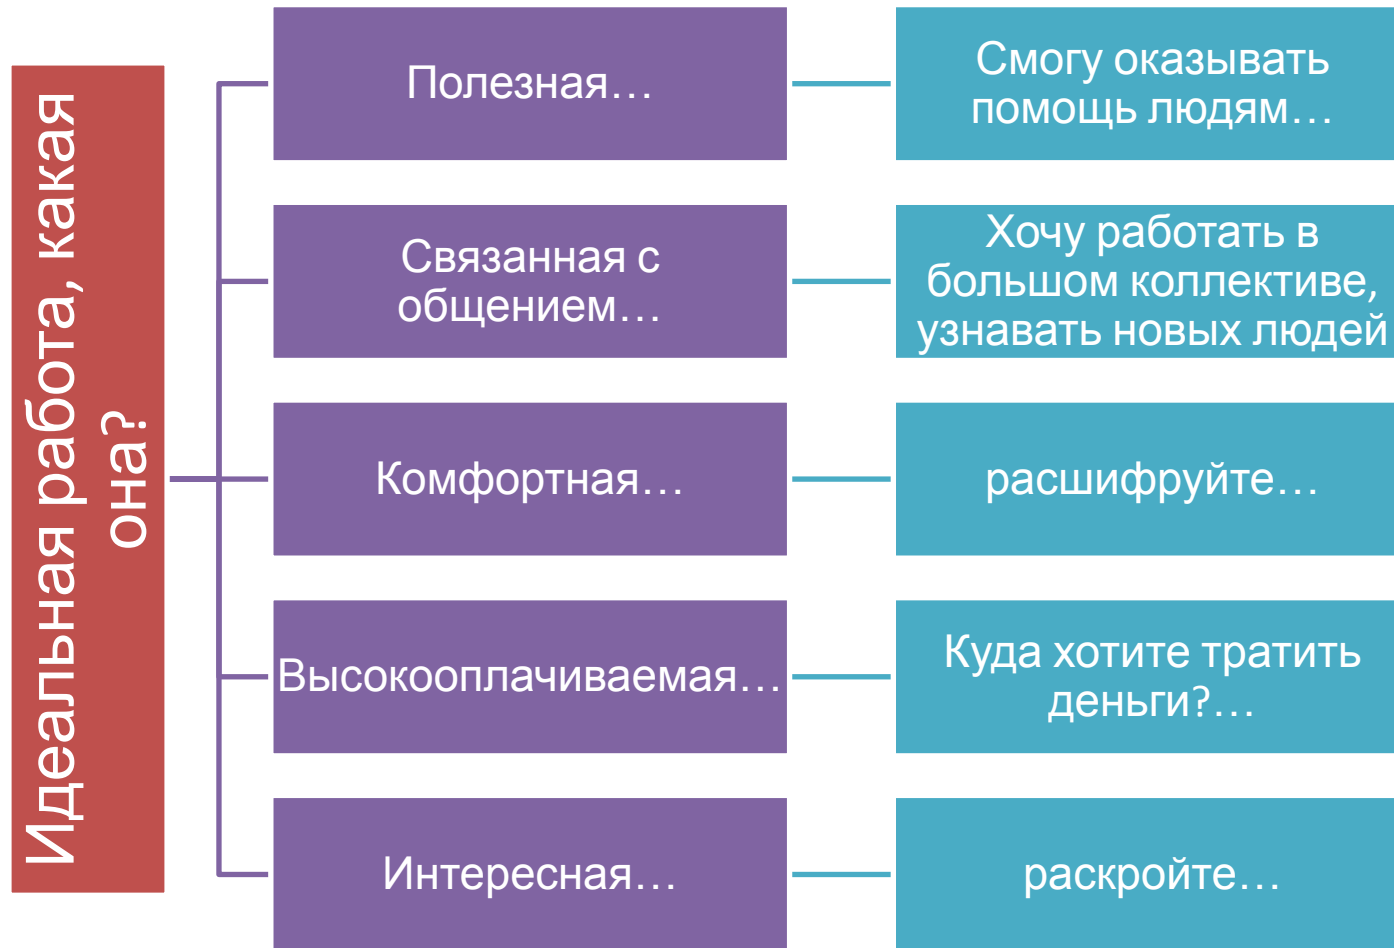 Идеальная работа, какая
она?
Полезная…
Смогу оказывать
помощь людям…
Связанная с
общением…
Хочу работать в
большом коллективе,
узнавать новых людей
Комфортная…
расшифруйте…
Высокооплачиваемая…
Куда хотите тратить
деньги?…
Интересная…
раскройте…